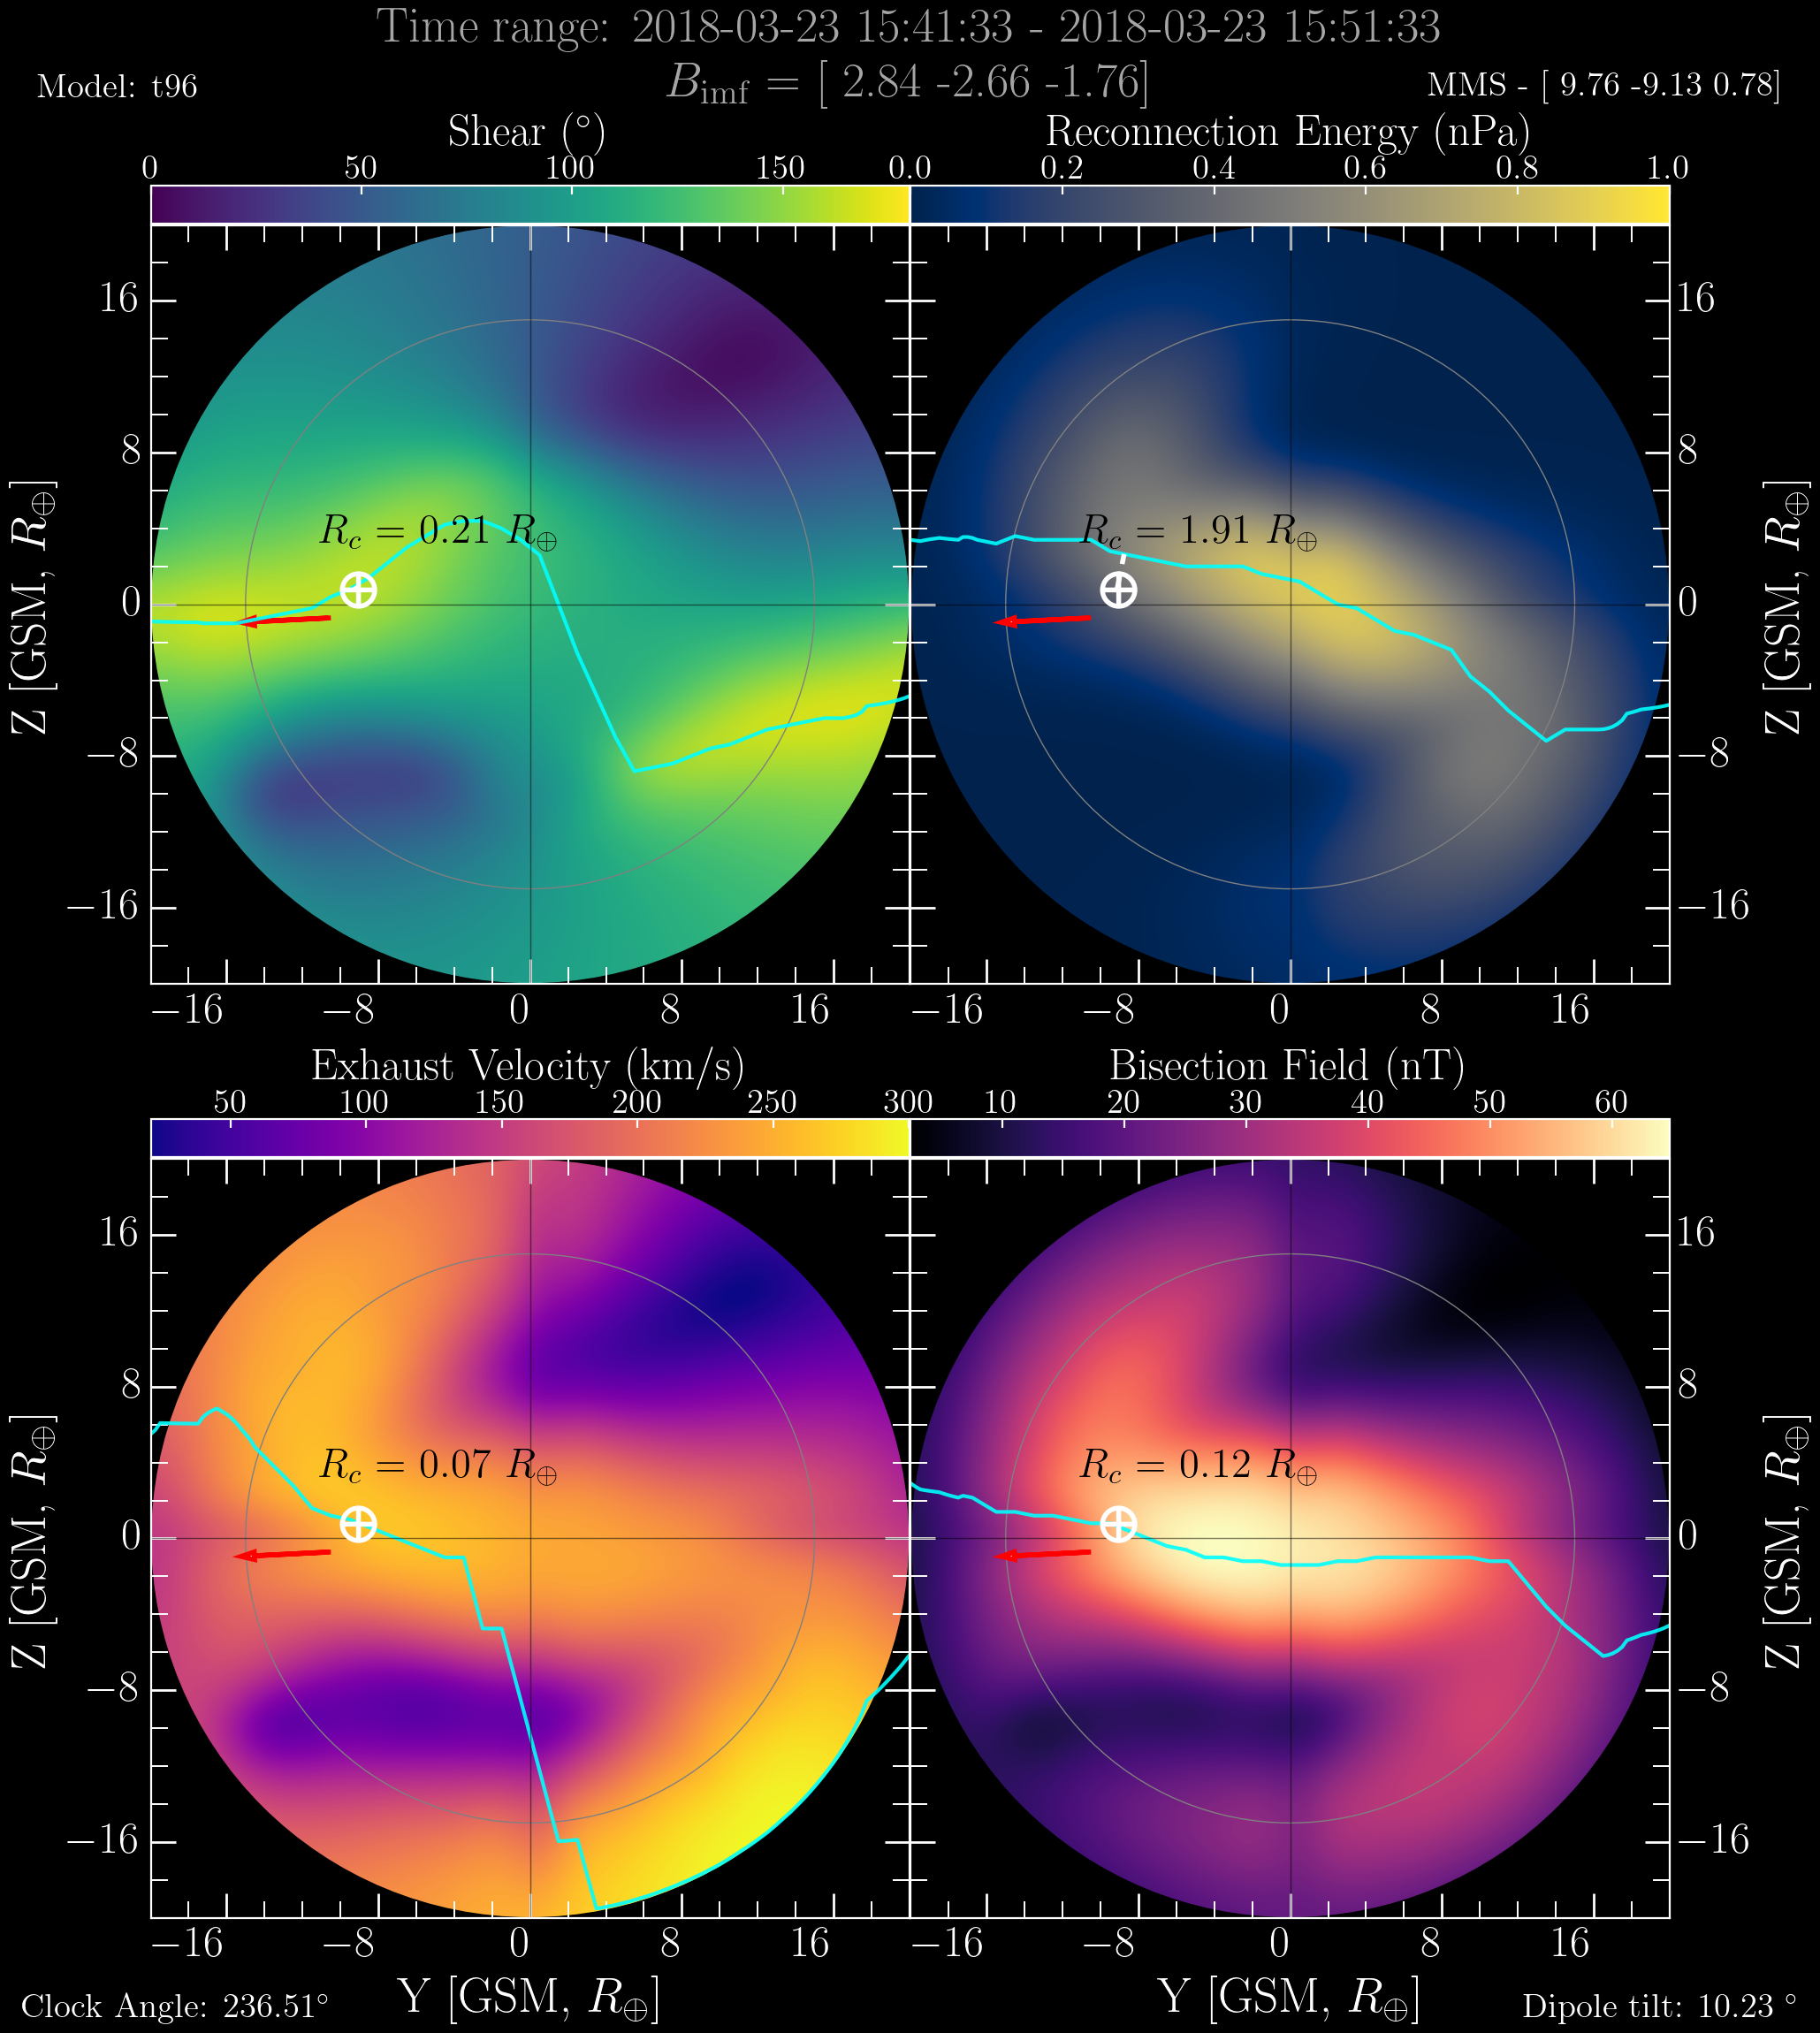 Time range: 2018-03-23 15:41:33 - 2018-03-23 15:51:33
Model: t96
B_imf = [ 2.84 -2.66 -1.76]
MMS - [ 9.76 -9.13 0.78]
Shear (°)
Reconnection Energy (nPa)
0 50 100 150
0.0 0.2 0.4 0.6 0.8 1.0
16
8
0
−8
−16
Z [GSM, R⊕]
R_c = 0.21 R⊕
R_c = 1.91 R⊕
16
8
0
−8
−16
Z [GSM, R⊕]
−16 −8 0 8 16
−16 −8 0 8 16
Exhaust Velocity (km/s)
Bisection Field (nT)
50 100 150 200 250 300
10 20 30 40 50 60
16
8
0
−8
−16
Z [GSM, R⊕]
R_c = 0.07 R⊕
R_c = 0.12 R⊕
16
8
0
−8
−16
Z [GSM, R⊕]
−16 −8 0 8 16
−16 −8 0 8 16
Y [GSM, R⊕]
Y [GSM, R⊕]
Clock Angle: 236.51°
Dipole tilt: 10.23 °